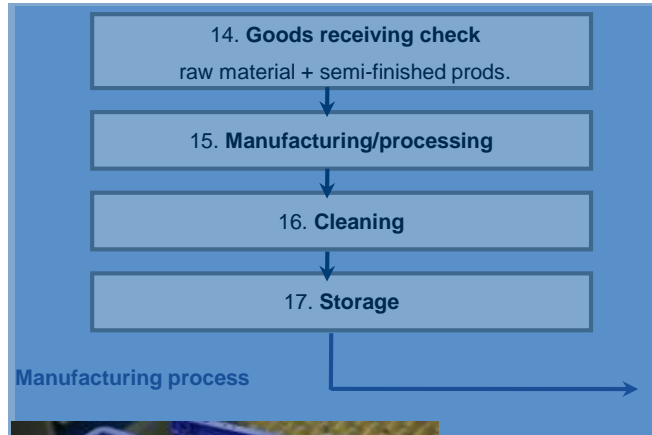 14. Goods receiving check
raw material + semi-finished prods.
15. Manufacturing/processing
16. Cleaning
17. Storage
Manufacturing process